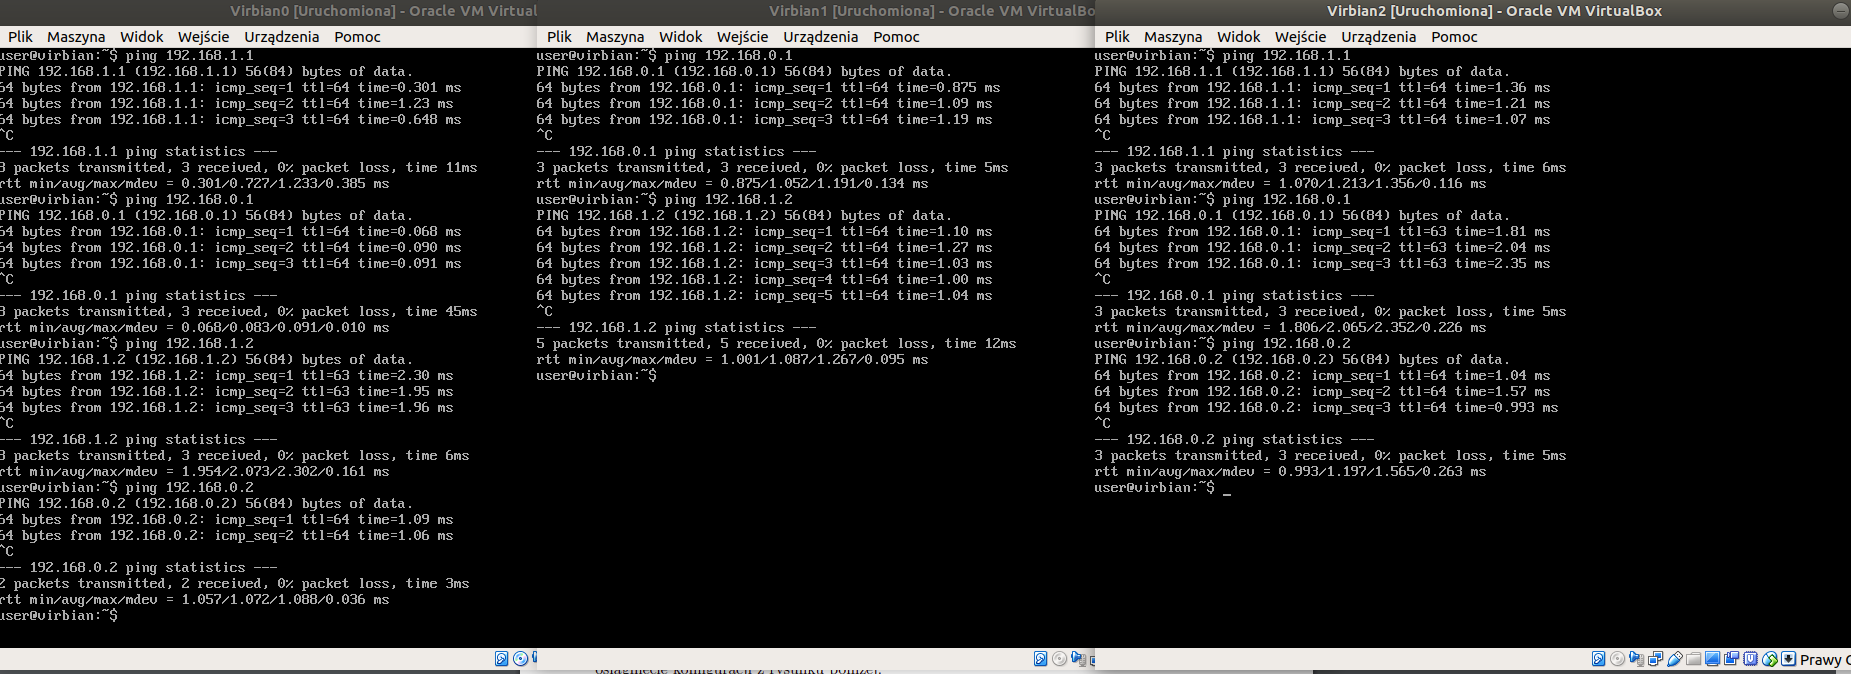 Virbian0 [Uruchomiona] - Oracle VM Virtual
Plik Maszyna Widok Wejście Urządzenia Pomoc
user@virbian:~$ ping 192.168.1.1
PING 192.168.1.1 (192.168.1.1) 56(84) bytes of data.
64 bytes from 192.168.1.1: icmp_seq=1 ttl=64 time=0.301 ms
64 bytes from 192.168.1.1: icmp_seq=2 ttl=64 time=1.23 ms
64 bytes from 192.168.1.1: icmp_seq=3 ttl=64 time=0.648 ms
^C
--- 192.168.1.1 ping statistics ---
3 packets transmitted, 3 received, 0% packet loss, time 11ms
rtt min/avg/max/mdev = 0.301/0.727/1.233/0.385 ms
user@virbian:~$ ping 192.168.0.1
PING 192.168.0.1 (192.168.0.1) 56(84) bytes of data.
64 bytes from 192.168.0.1: icmp_seq=1 ttl=64 time=0.068 ms
64 bytes from 192.168.0.1: icmp_seq=2 ttl=64 time=0.090 ms
64 bytes from 192.168.0.1: icmp_seq=3 ttl=64 time=0.091 ms
^C
--- 192.168.0.1 ping statistics ---
3 packets transmitted, 3 received, 0% packet loss, time 45ms
rtt min/avg/max/mdev = 0.068/0.083/0.091/0.010 ms
user@virbian:~$ ping 192.168.1.2
PING 192.168.1.2 (192.168.1.2) 56(84) bytes of data.
64 bytes from 192.168.1.2: icmp_seq=1 ttl=63 time=2.30 ms
64 bytes from 192.168.1.2: icmp_seq=2 ttl=63 time=1.95 ms
64 bytes from 192.168.1.2: icmp_seq=3 ttl=63 time=1.96 ms
^C
--- 192.168.1.2 ping statistics ---
3 packets transmitted, 3 received, 0% packet loss, time 6ms
rtt min/avg/max/mdev = 1.954/2.073/2.302/0.161 ms
user@virbian:~$ ping 192.168.0.2
PING 192.168.0.2 (192.168.0.2) 56(84) bytes of data.
64 bytes from 192.168.0.2: icmp_seq=1 ttl=64 time=1.09 ms
64 bytes from 192.168.0.2: icmp_seq=2 ttl=64 time=1.06 ms
^C
--- 192.168.0.2 ping statistics ---
2 packets transmitted, 2 received, 0% packet loss, time 3ms
rtt min/avg/max/mdev = 1.057/1.072/1.088/0.036 ms
user@virbian:~$
Virbian1 [Uruchomiona] - Oracle VM VirtualBo
Plik Maszyna Widok Wejście Urządzenia Pomoc
user@virbian:~$ ping 192.168.0.1
PING 192.168.0.1 (192.168.0.1) 56(84) bytes of data.
64 bytes from 192.168.0.1: icmp_seq=1 ttl=64 time=0.875 ms
64 bytes from 192.168.0.1: icmp_seq=2 ttl=64 time=1.09 ms
64 bytes from 192.168.0.1: icmp_seq=3 ttl=64 time=1.19 ms
^C
--- 192.168.0.1 ping statistics ---
3 packets transmitted, 3 received, 0% packet loss, time 5ms
rtt min/avg/max/mdev = 0.875/1.052/1.191/0.134 ms
user@virbian:~$ ping 192.168.1.2
PING 192.168.1.2 (192.168.1.2) 56(84) bytes of data.
64 bytes from 192.168.1.2: icmp_seq=1 ttl=64 time=1.10 ms
64 bytes from 192.168.1.2: icmp_seq=2 ttl=64 time=1.27 ms
64 bytes from 192.168.1.2: icmp_seq=3 ttl=64 time=1.03 ms
64 bytes from 192.168.1.2: icmp_seq=4 ttl=64 time=1.00 ms
64 bytes from 192.168.1.2: icmp_seq=5 ttl=64 time=1.04 ms
^C
--- 192.168.1.2 ping statistics ---
5 packets transmitted, 5 received, 0% packet loss, time 12ms
rtt min/avg/max/mdev = 1.001/1.087/1.267/0.095 ms
user@virbian:~$
Virbian2 [Uruchomiona] - Oracle VM VirtualBox
Plik Maszyna Widok Wejście Urządzenia Pomoc
user@virbian:~$ ping 192.168.1.1
PING 192.168.1.1 (192.168.1.1) 56(84) bytes of data.
64 bytes from 192.168.1.1: icmp_seq=1 ttl=64 time=1.36 ms
64 bytes from 192.168.1.1: icmp_seq=2 ttl=64 time=1.21 ms
64 bytes from 192.168.1.1: icmp_seq=3 ttl=64 time=1.07 ms
^C
--- 192.168.1.1 ping statistics ---
3 packets transmitted, 3 received, 0% packet loss, time 6ms
rtt min/avg/max/mdev = 1.070/1.213/1.356/0.116 ms
user@virbian:~$ ping 192.168.0.1
PING 192.168.0.1 (192.168.0.1) 56(84) bytes of data.
64 bytes from 192.168.0.1: icmp_seq=1 ttl=63 time=1.81 ms
64 bytes from 192.168.0.1: icmp_seq=2 ttl=63 time=2.04 ms
64 bytes from 192.168.0.1: icmp_seq=3 ttl=63 time=2.35 ms
^C
--- 192.168.0.1 ping statistics ---
3 packets transmitted, 3 received, 0% packet loss, time 5ms
rtt min/avg/max/mdev = 1.806/2.065/2.352/0.226 ms
user@virbian:~$ ping 192.168.0.2
PING 192.168.0.2 (192.168.0.2) 56(84) bytes of data.
64 bytes from 192.168.0.2: icmp_seq=1 ttl=64 time=1.04 ms
64 bytes from 192.168.0.2: icmp_seq=2 ttl=64 time=1.57 ms
64 bytes from 192.168.0.2: icmp_seq=3 ttl=64 time=0.993 ms
^C
--- 192.168.0.2 ping statistics ---
3 packets transmitted, 3 received, 0% packet loss, time 5ms
rtt min/avg/max/mdev = 0.993/1.197/1.565/0.263 ms
user@virbian:~$ _
Prawy C